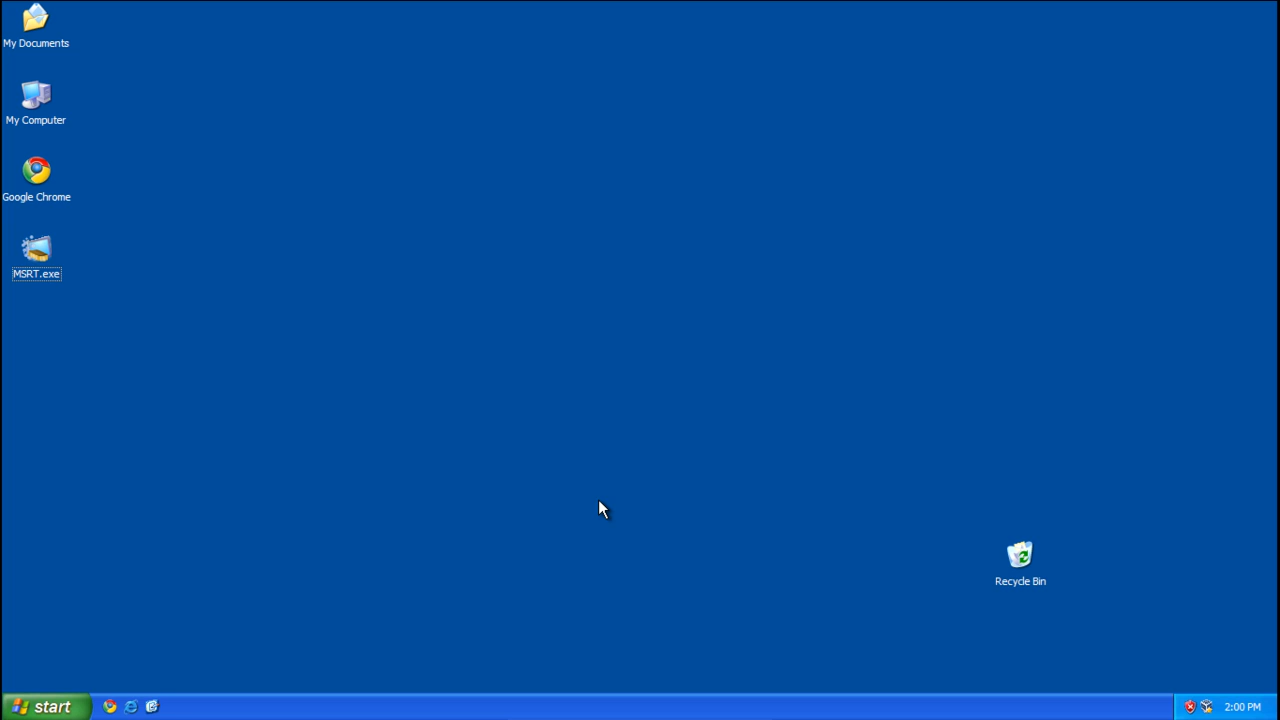 My Documents
My Computer
Google Chrome
MSRT.exe
Recycle Bin
start
2:00 PM